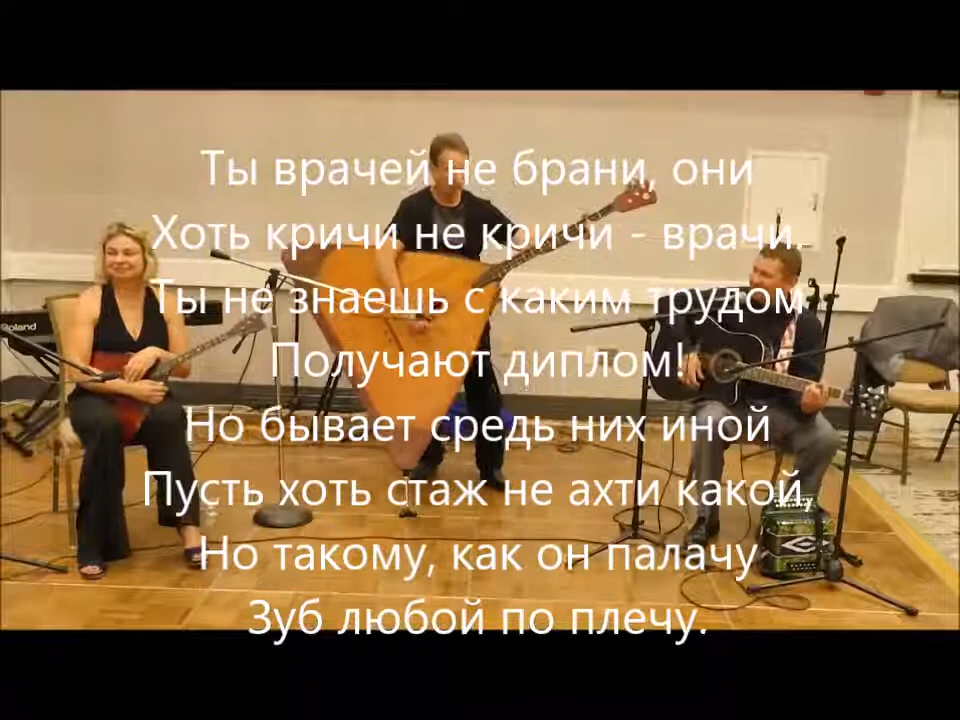 Ты врачей не брани, они
Хоть кричи не кричи - врачи.
Ты не знаешь с каким трудом
Получают диплом!
Но бывает средь них иной
Пусть хоть стаж не ахти какой,
Но такому, как он палачу
Зуб любой по плечу.
Roland